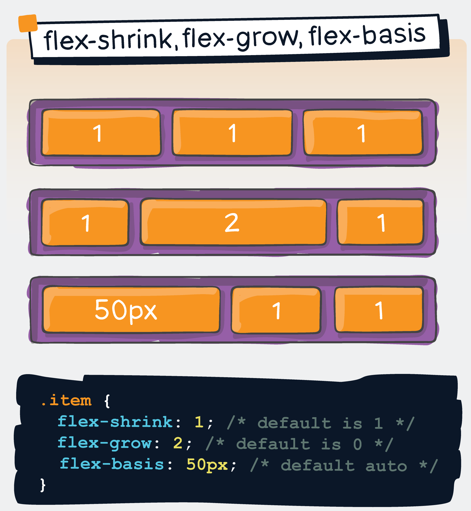 flex-shrink, flex-grow, flex-basis
1 1 1
1 2 1
50px 1 1
.item {
flex-shrink: 1; /* default is 1 */
flex-grow: 2; /* default is 0 */
flex-basis: 50px; /* default auto */
}